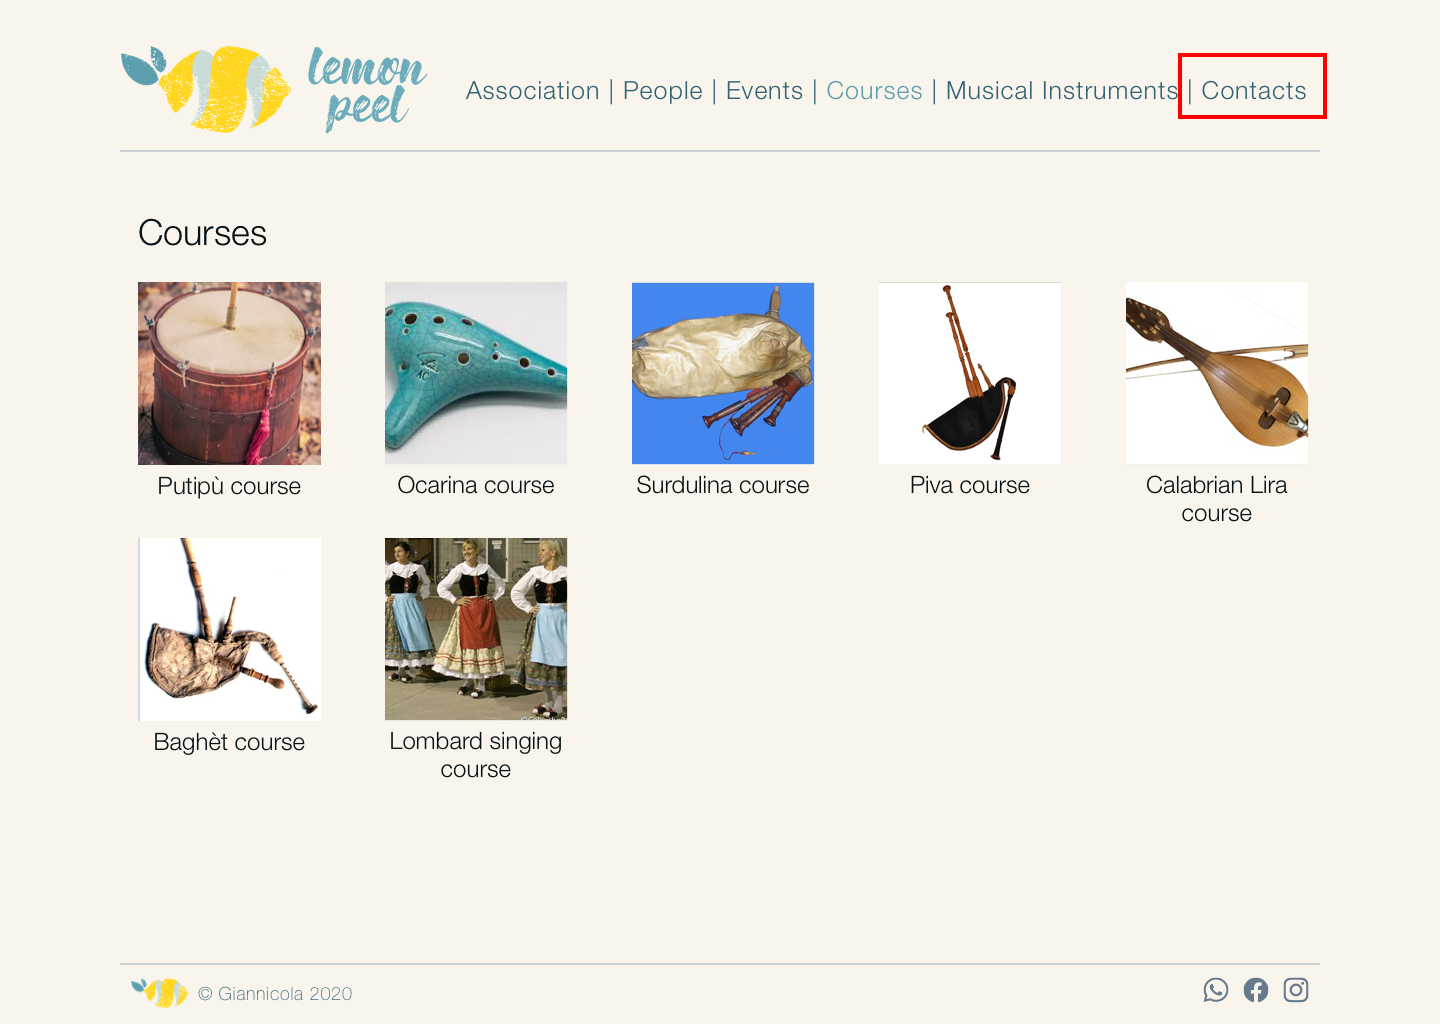 lemon
peel
Association | People | Events | Courses | Musical Instruments | Contacts
Courses
Putipù course
Ocarina course
Surdulina course
Piva course
Calabrian Lira
course
Baghèt course
Lombard singing
course
© Giannicola 2020